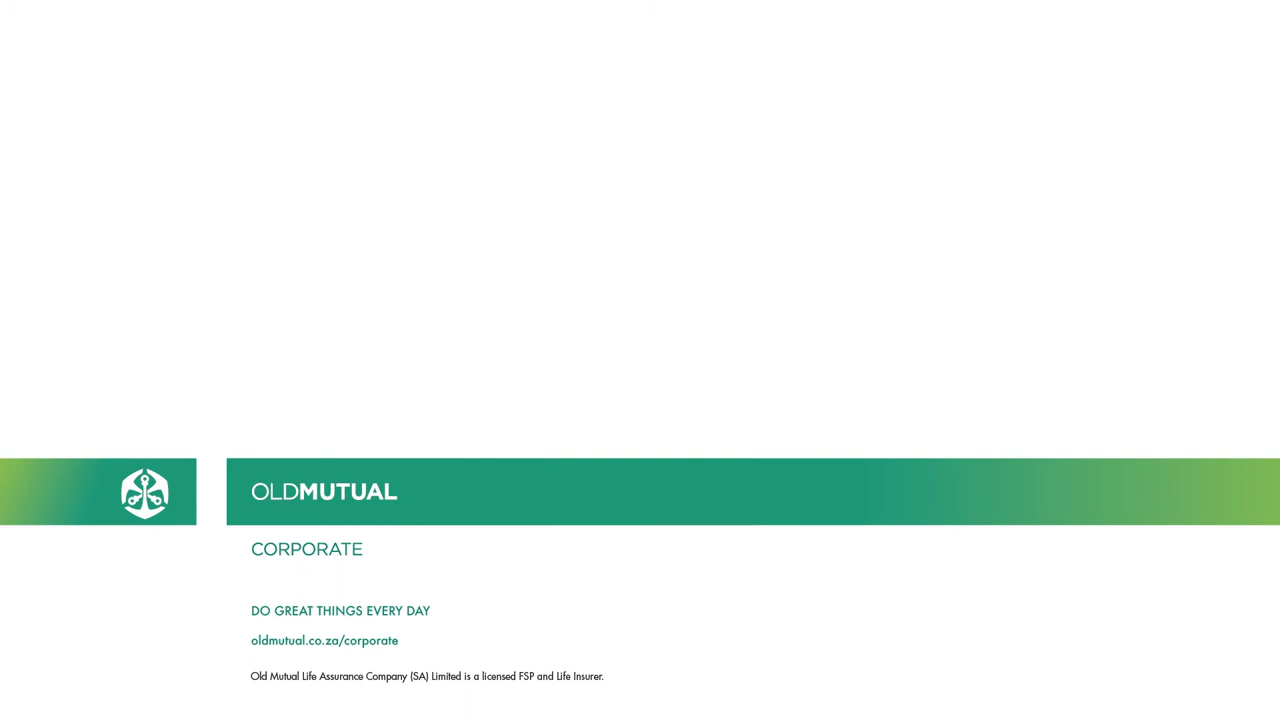 OLDMUTUAL
CORPORATE
DO GREAT THINGS EVERY DAY
oldmutual.co.za/corporate
Old Mutual Life Assurance Company (SA) Limited is a licensed FSP and Life Insurer.